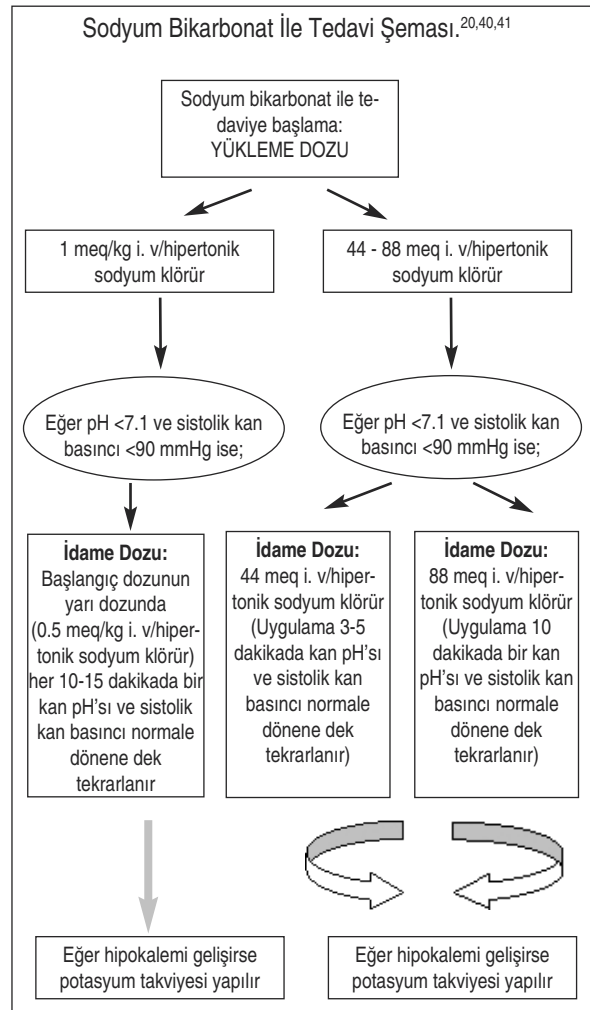 Sodyum Bikarbonat İle Tedavi Şeması.20,40,41
Sodyum bikarbonat ile te-
daviye başlama:
YÜKLEME DOZU
1 meq/kg i. v/hipertonik
sodyum klörür
44 - 88 meq i. v/hipertonik
sodyum klörür
Eğer pH <7.1 ve sistolik kan
basıncı <90 mmHg ise;
Eğer pH <7.1 ve sistolik kan
basıncı <90 mmHg ise;
İdame Dozu:
Başlangıç dozunun
yarı dozunda
(0.5 meq/kg i. v/hiper-
tonik sodyum klörür)
her 10-15 dakikada bir
kan pH'sı ve sistolik
kan basıncı normale
dönene dek
tekrarlanır
İdame Dozu:
44 meq i. v/hiper-
tonik sodyum klörür
(Uygulama 3-5
dakikada kan pH'sı
ve sistolik kan
basıncı normale
dönene dek
tekrarlanır)
İdame Dozu:
88 meq i. v/hiper-
tonik sodyum klörür
(Uygulama 10
dakikada bir kan
pH'sı ve sistolik kan
basıncı normale
dönene dek
tekrarlanır)
Eğer hipokalemi gelişirse
potasyum takviyesi yapılır
Eğer hipokalemi gelişirse
potasyum takviyesi yapılır